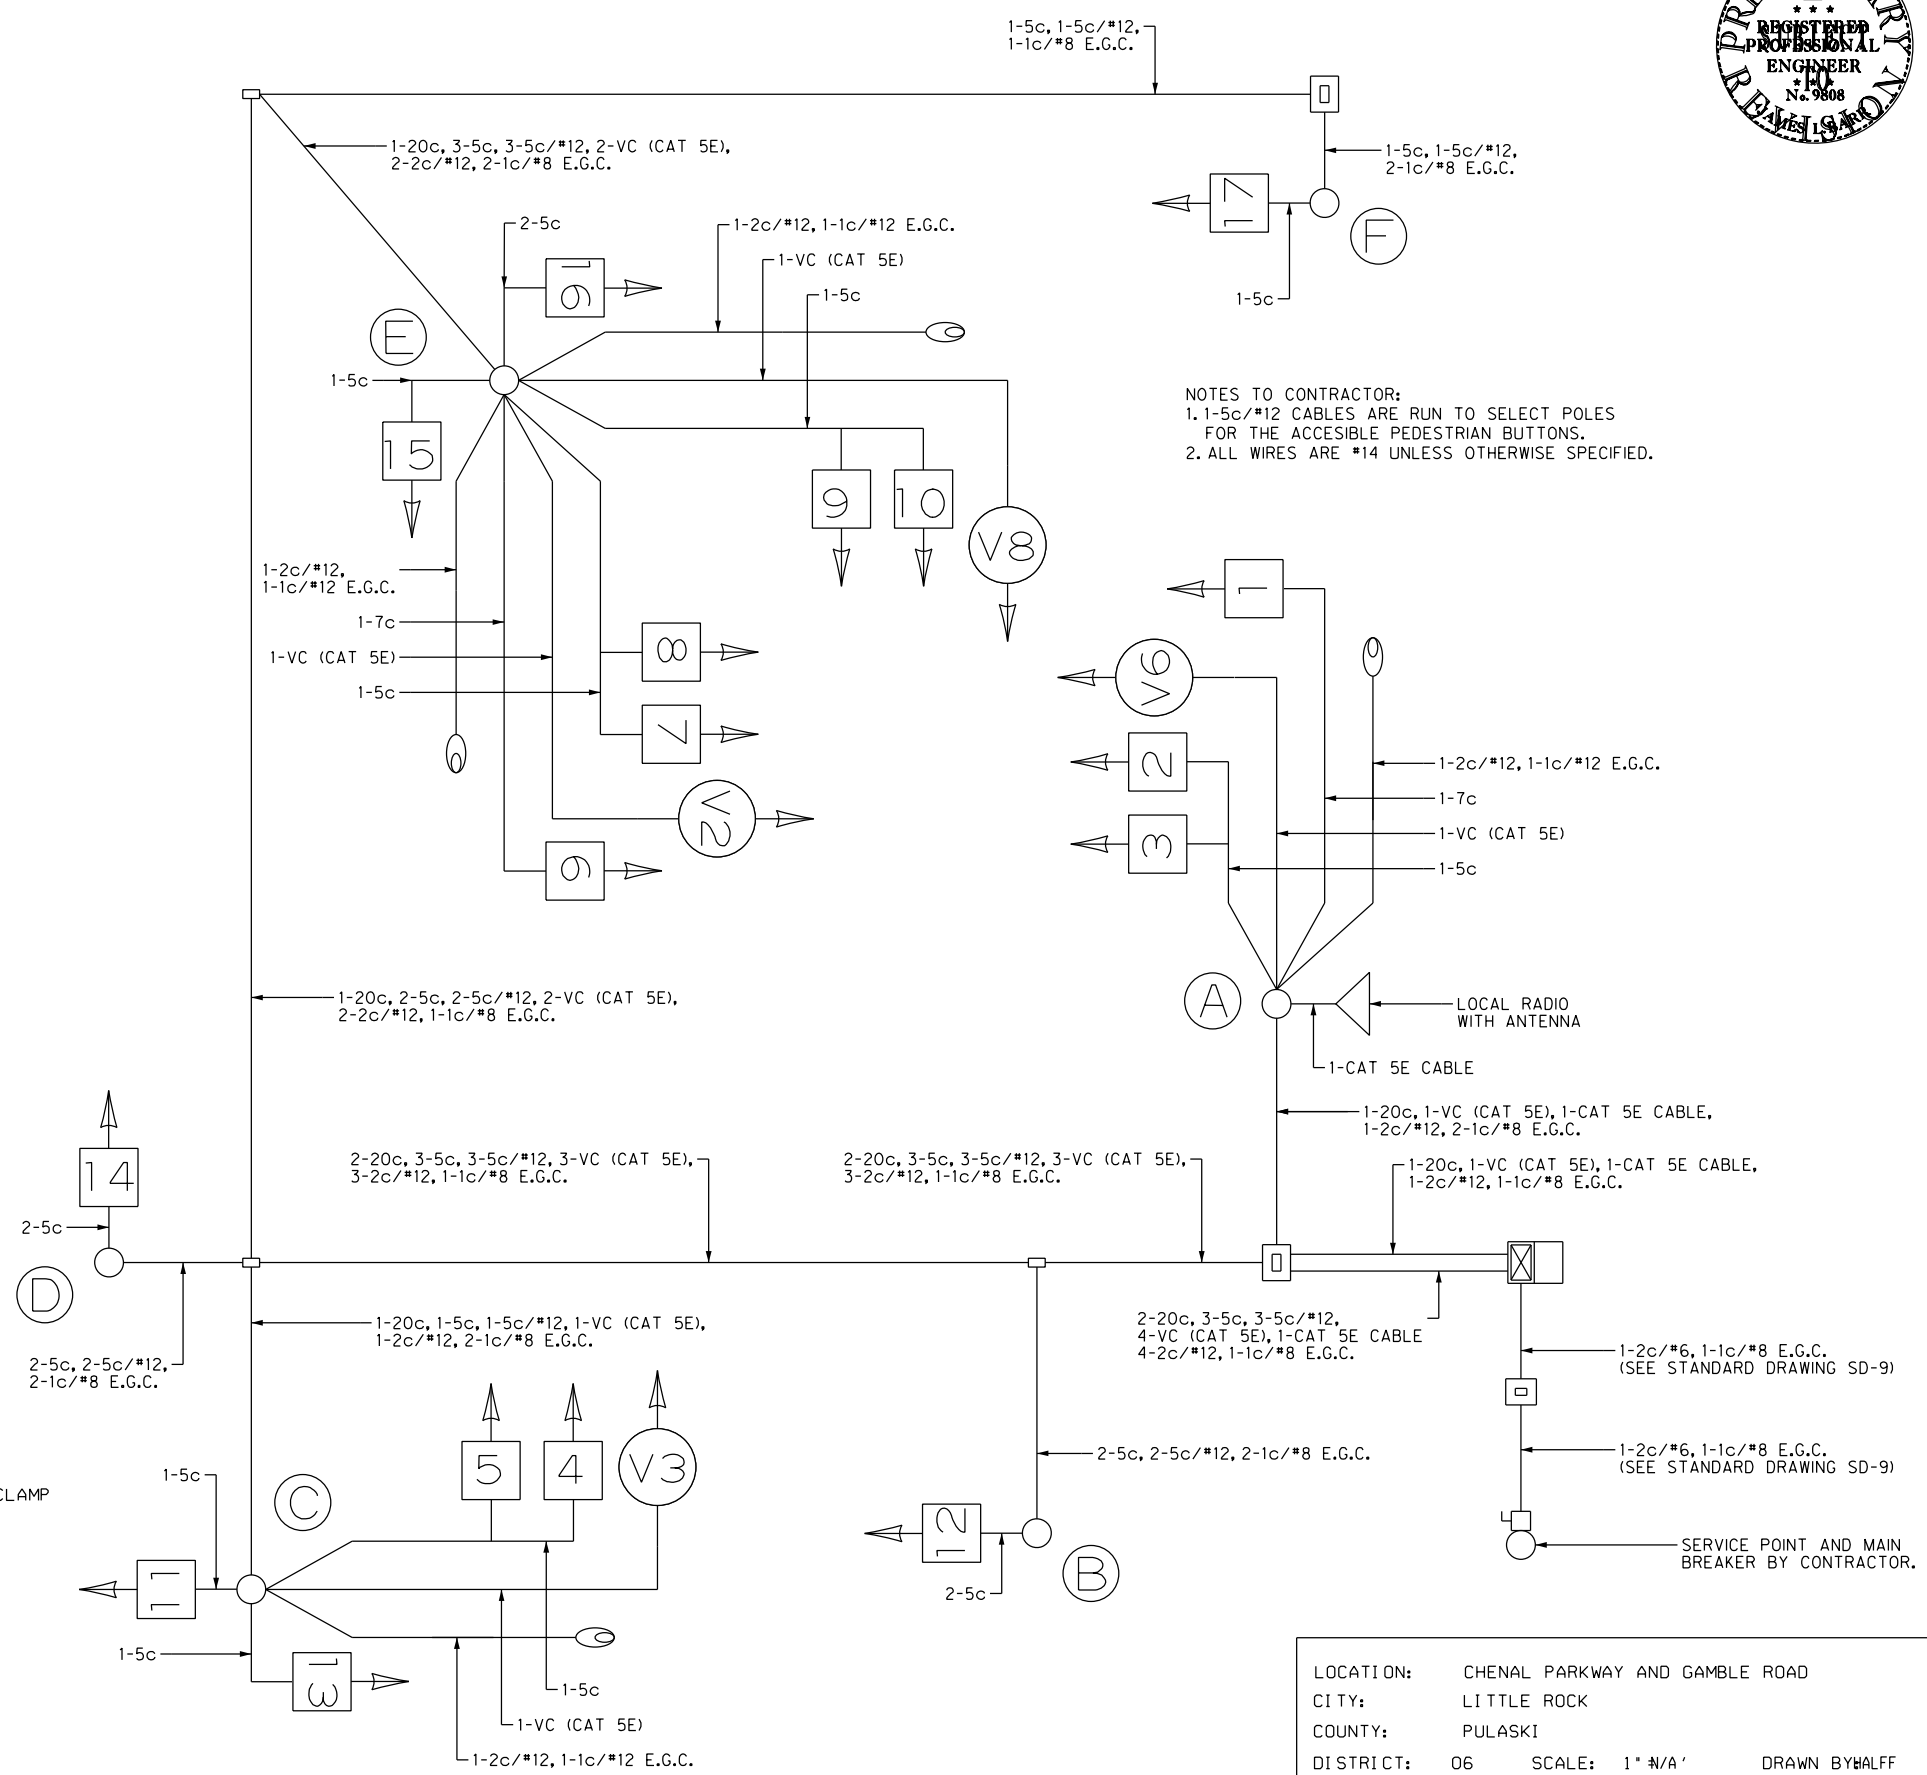 1-5c, 1-5c/#12,
1-1c/#8 E.G.C.
REGISTERED
PROFESSIONAL
ENGINEER
No. 9808
SUBJECT
TO
REVISION
1-20c, 3-5c, 3-5c/#12, 2-VC (CAT 5E),
2-2c/#12, 2-1c/#8 E.G.C.
1-5c, 1-5c/#12,
2-1c/#8 E.G.C.
17
F
1-5c
2-5c
1-2c/#12, 1-1c/#12 E.G.C.
1-VC (CAT 5E)
16
1-5c
E
1-5c
15
NOTES TO CONTRACTOR:
1. 1-5c/#12 CABLES ARE RUN TO SELECT POLES
FOR THE ACCESIBLE PEDESTRIAN BUTTONS.
2. ALL WIRES ARE #14 UNLESS OTHERWISE SPECIFIED.
9
10
V8
1-2c/#12,
1-1c/#12 E.G.C.
1-7c
1-VC (CAT 5E)
1-5c
8
7
V2
6
1
V6
2
3
1-2c/#12, 1-1c/#12 E.G.C.
1-7c
1-VC (CAT 5E)
1-5c
1-20c, 2-5c, 2-5c/#12, 2-VC (CAT 5E),
2-2c/#12, 1-1c/#8 E.G.C.
A
LOCAL RADIO
WITH ANTENNA
1-CAT 5E CABLE
1-20c, 1-VC (CAT 5E), 1-CAT 5E CABLE,
1-2c/#12, 2-1c/#8 E.G.C.
14
2-5c
2-20c, 3-5c, 3-5c/#12, 3-VC (CAT 5E),
3-2c/#12, 1-1c/#8 E.G.C.
2-20c, 3-5c, 3-5c/#12, 3-VC (CAT 5E),
3-2c/#12, 1-1c/#8 E.G.C.
1-20c, 1-VC (CAT 5E), 1-CAT 5E CABLE,
1-2c/#12, 1-1c/#8 E.G.C.
D
1-20c, 1-5c, 1-5c/#12, 1-VC (CAT 5E),
1-2c/#12, 2-1c/#8 E.G.C.
2-5c, 2-5c/#12,
2-1c/#8 E.G.C.
2-20c, 3-5c, 3-5c/#12,
4-VC (CAT 5E), 1-CAT 5E CABLE
4-2c/#12, 1-1c/#8 E.G.C.
1-2c/#6, 1-1c/#8 E.G.C.
(SEE STANDARD DRAWING SD-9)
1-2c/#6, 1-1c/#8 E.G.C.
(SEE STANDARD DRAWING SD-9)
SERVICE POINT AND MAIN
BREAKER BY CONTRACTOR.
2-5c, 2-5c/#12, 2-1c/#8 E.G.C.
12
B
2-5c
CLAMP
1-5c
C
5
4
V3
11
1-5c
13
1-5c
1-VC (CAT 5E)
1-2c/#12, 1-1c/#12 E.G.C.
LOCATION: CHENAL PARKWAY AND GAMBLE ROAD
CITY: LITTLE ROCK
COUNTY: PULASKI
DISTRICT: 06 SCALE: 1"=N/A' DRAWN BY:HALFF